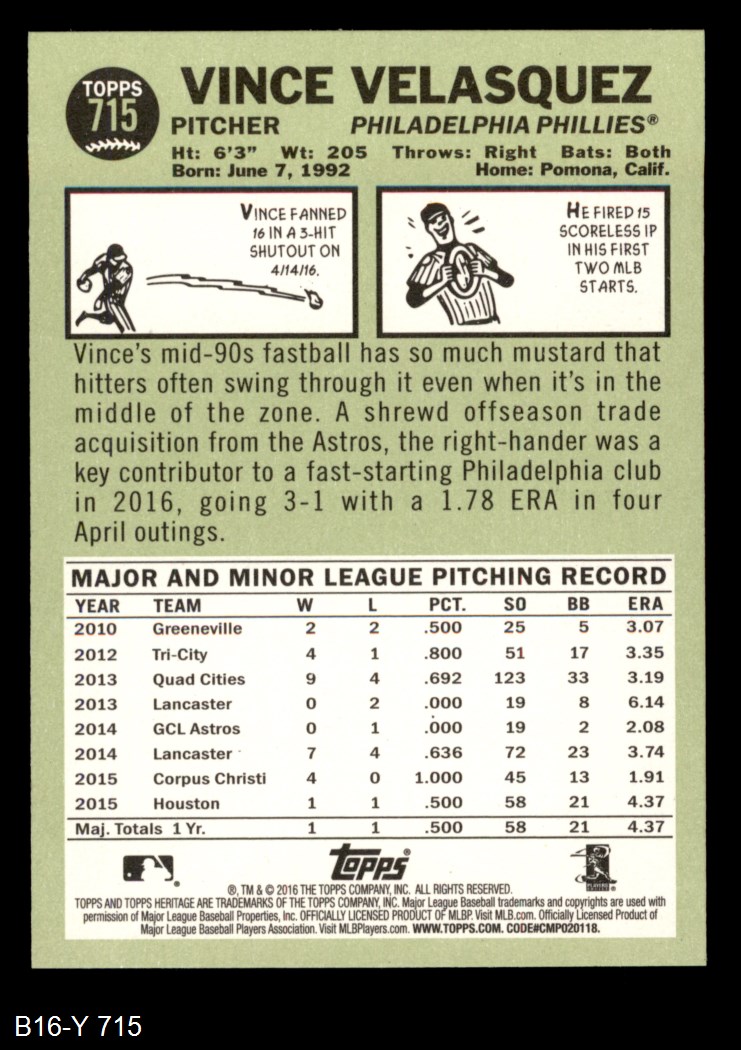 TOPPS
715
VINCE VELASQUEZ
PITCHER PHILADELPHIA PHILLIES®
Ht: 6'3" Wt: 205 Throws: Right Bats: Both
Born: June 7, 1992 Home: Pomona, Calif.
VINCE FANNED
16 IN A 3-HIT
SHUTOUT ON
4/14/16.
HE FIRED 15
SCORELESS IP
IN HIS FIRST
TWO MLB
STARTS.
Vince's mid-90s fastball has so much mustard that
hitters often swing through it even when it's in the
middle of the zone. A shrewd offseason trade
acquisition from the Astros, the right-hander was a
key contributor to a fast-starting Philadelphia club
in 2016, going 3-1 with a 1.78 ERA in four
April outings.
MAJOR AND MINOR LEAGUE PITCHING RECORD
YEAR TEAM W L PCT. SO BB ERA
2010 Greeneville 2 2 .500 25 5 3.07
2012 Tri-City 4 1 .800 51 17 3.35
2013 Quad Cities 9 4 .692 123 33 3.19
2013 Lancaster 0 2 .000 19 8 6.14
2014 GCL Astros 0 1 .000 19 2 2.08
2014 Lancaster 7 4 .636 72 23 3.74
2015 Corpus Christi 4 0 1.000 45 13 1.91
2015 Houston 1 1 .500 58 21 4.37
Maj. Totals 1 Yr. 1 1 .500 58 21 4.37
Topps®
®, TM & © 2016 THE TOPPS COMPANY, INC. ALL RIGHTS RESERVED.
TOPPS AND TOPPS HERITAGE ARE TRADEMARKS OF THE TOPPS COMPANY, INC. Major League Baseball trademarks and copyrights are used with
permission of Major League Baseball Properties, Inc. OFFICIALLY LICENSED PRODUCT OF MLBP. Visit MLB.com. Officially Licensed Product of
Major League Baseball Players Association. Visit MLBPlayers.com. WWW.TOPPS.COM. CODE#CMP020118.
B16-Y 715